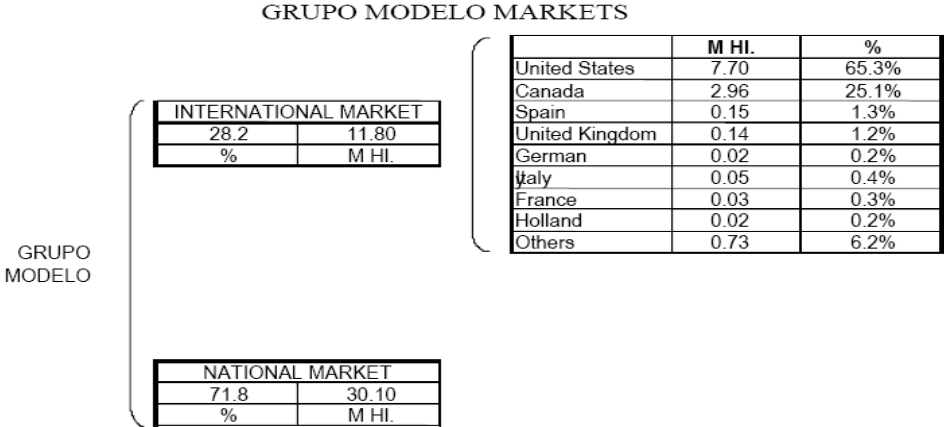 GRUPO MODELO MARKETS
M Hl. %
United States 7.70 65.3%
Canada 2.96 25.1%
Spain 0.15 1.3%
United Kingdom 0.14 1.2%
German 0.02 0.2%
y
Italy 0.05 0.4%
France 0.03 0.3%
Holland 0.02 0.2%
Others 0.73 6.2%
INTERNATIONAL MARKET
28.2 11.80
% M Hl.
GRUPO
MODELO
NATIONAL MARKET
71.8 30.10
% M Hl.